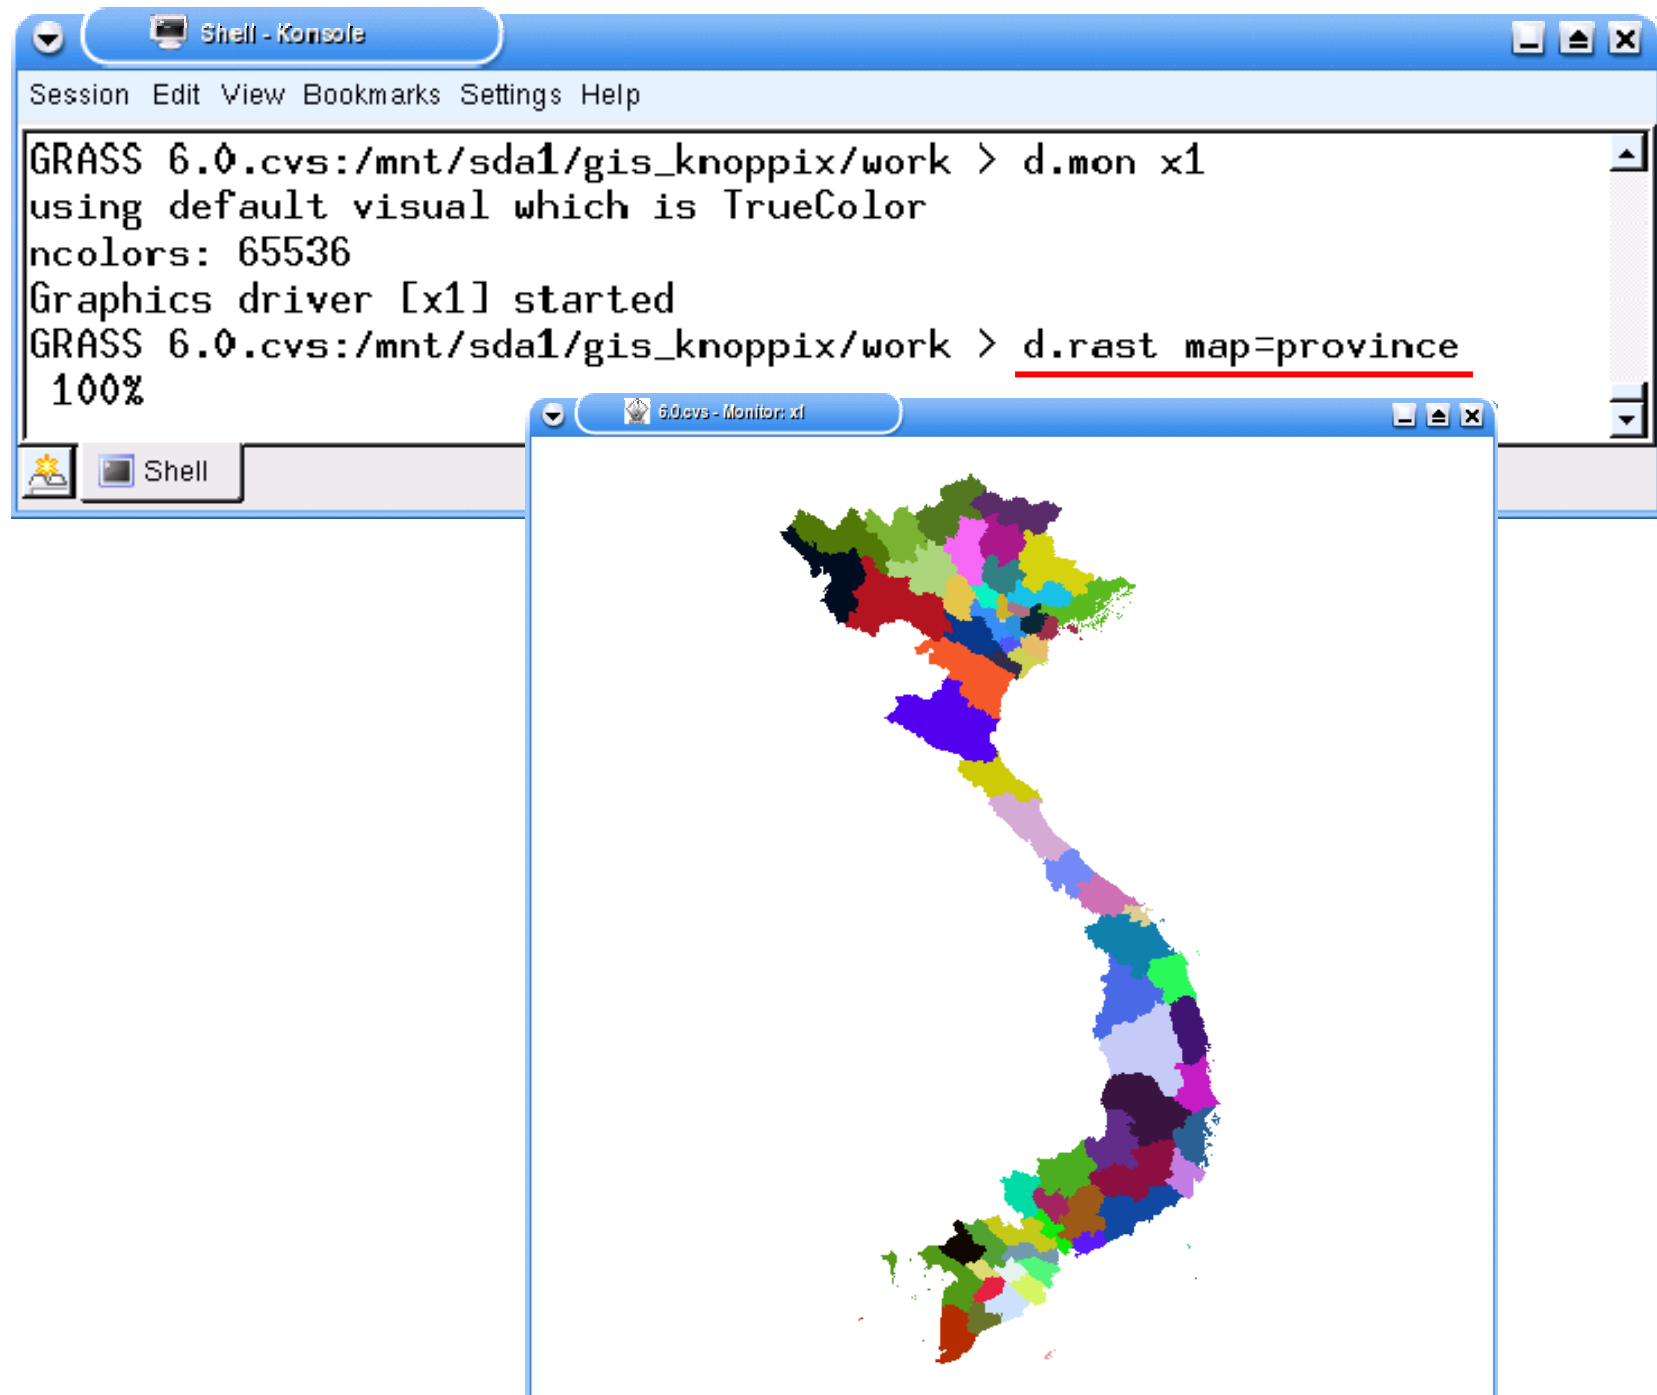 Shell - Konsole
Session Edit View Bookmarks Settings Help
GRASS 6.0.cvs:/mnt/sda1/gis_knoppix/work > d.mon x1
using default visual which is TrueColor
ncolors: 65536
Graphics driver [x1] started
GRASS 6.0.cvs:/mnt/sda1/gis_knoppix/work > d.rast map=province
100%
6.0.cvs - Monitor: x1
Shell